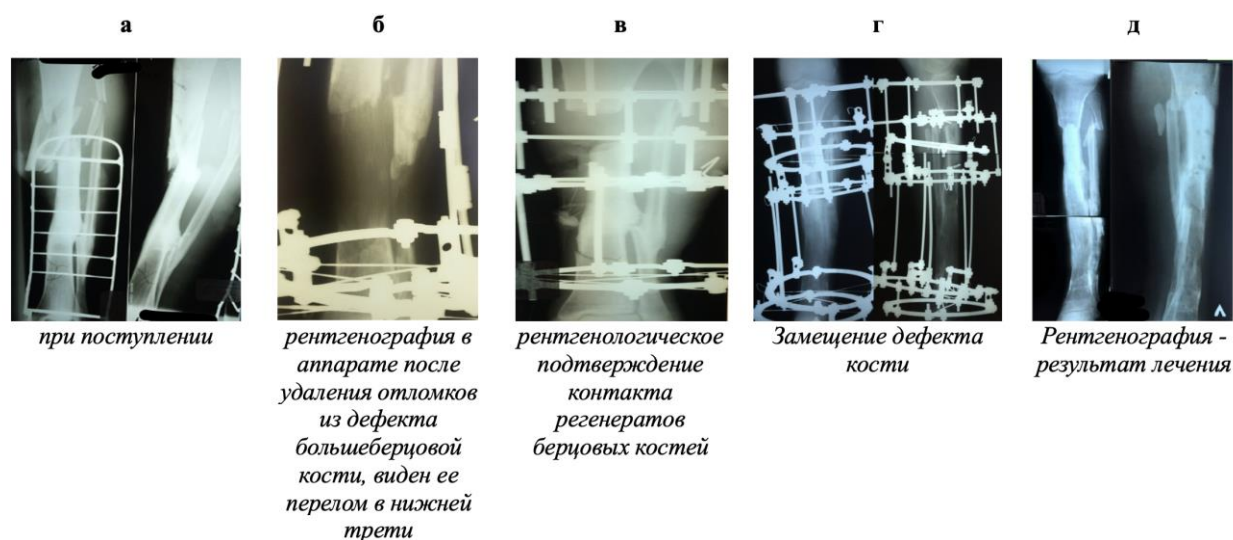 а
б
в
г
д
при поступлении
рентгенография в
аппарате после
удаления отломков
из дефекта
большеберцовой
кости, виден ее
перелом в нижней
трети
рентгенологическое
подтверждение
контакта
регенератов
берцовых костей
Замещение дефекта
кости
Рентгенография -
результат лечения